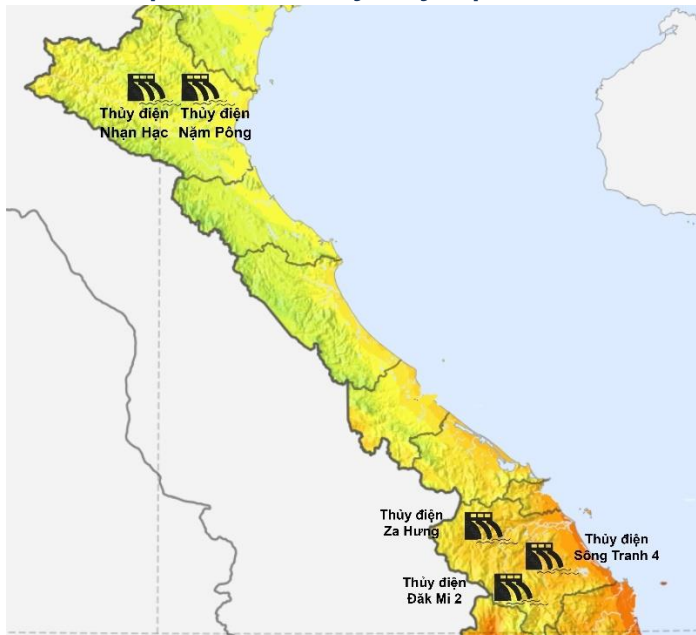 Thủy điện
Nhạn Hạc
Thủy điện
Nặm Pông
Thủy điện
Za Hưng
Thủy điện
Sông Tranh 4
Thủy điện
Đăk Mi 2